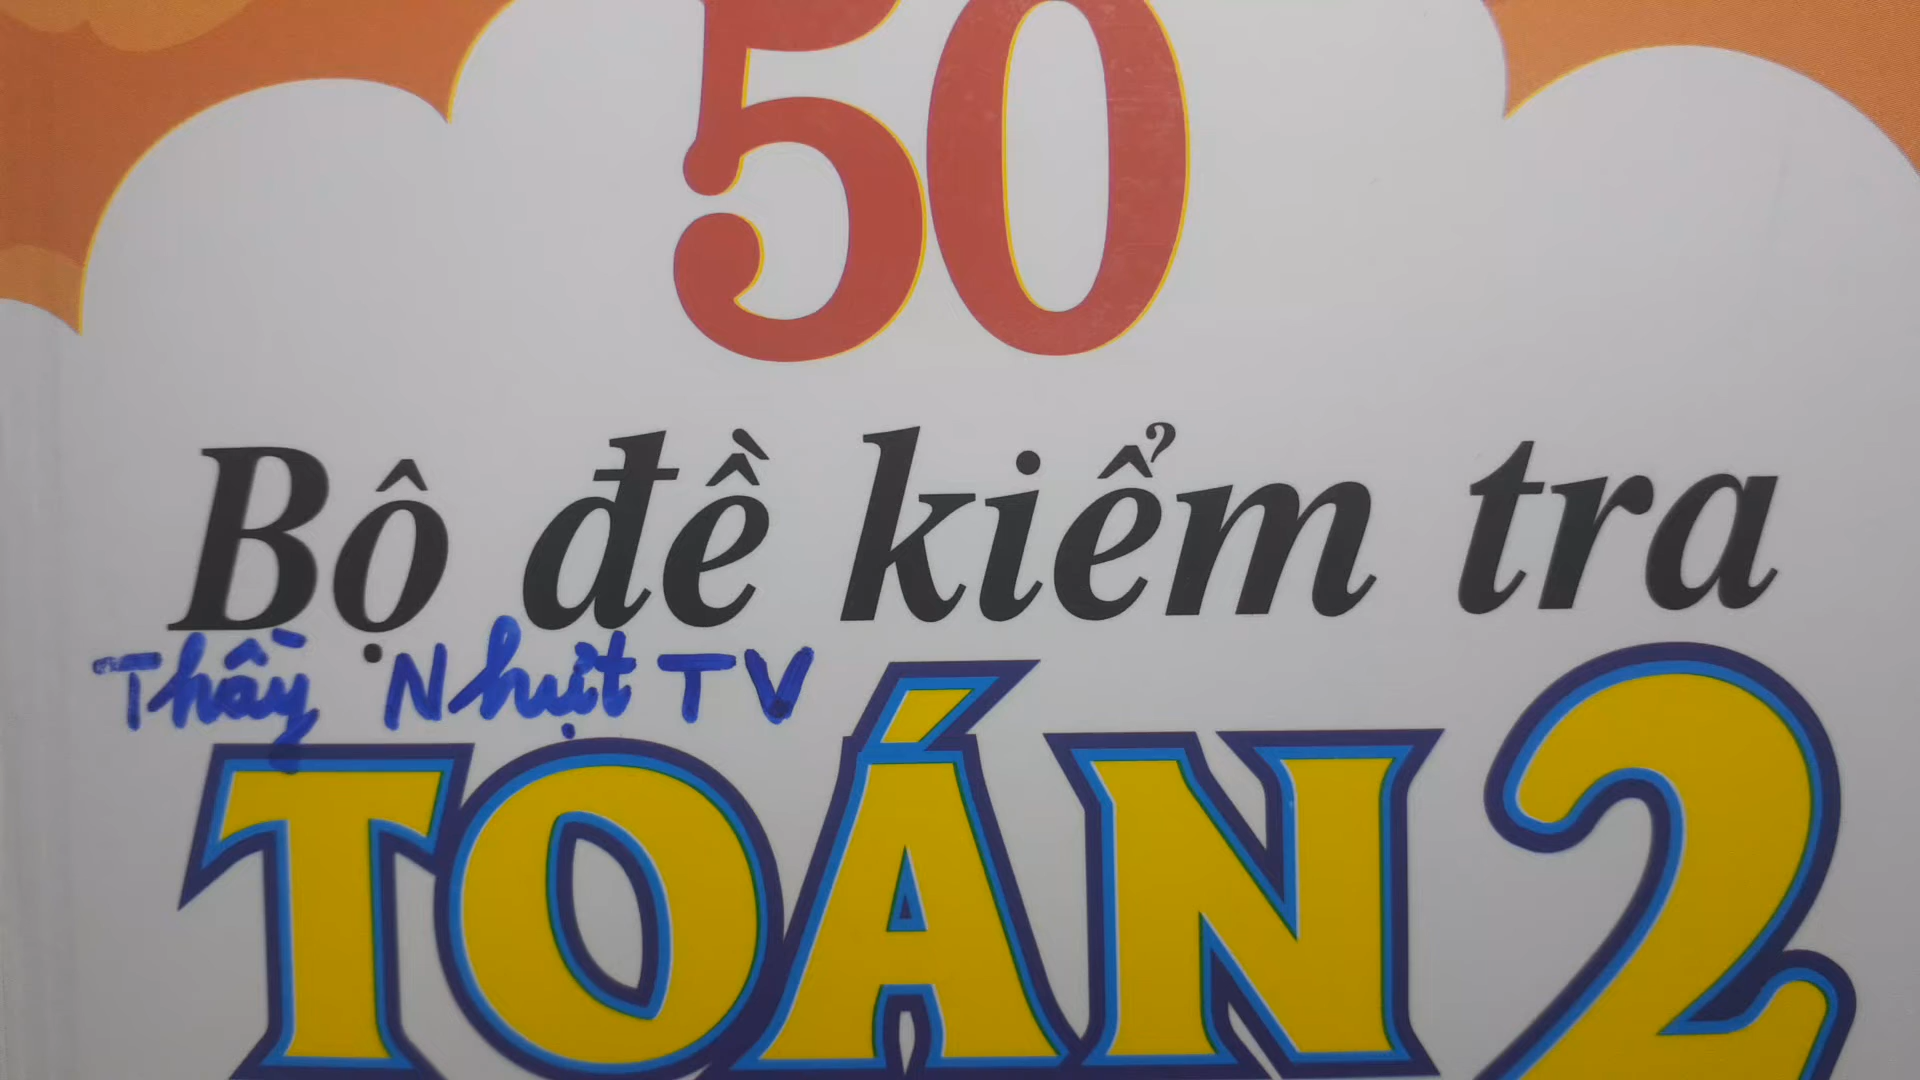 50
Bộ đề kiểm tra
Thầy Nhựt TV
TOÁN 2